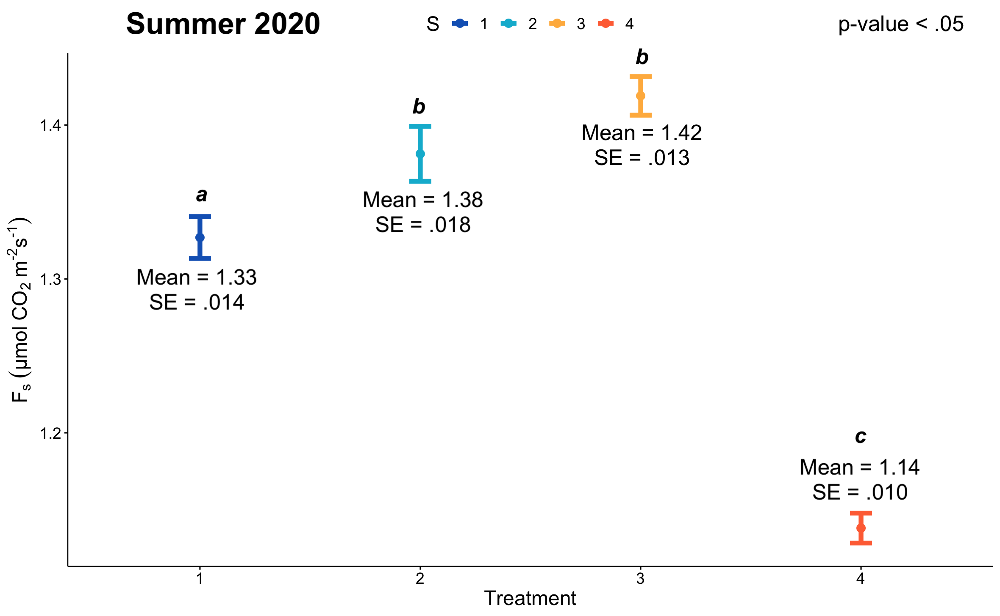 Summer 2020
S 1 2 3 4
p-value < .05
b
b
1.4
Mean = 1.42
SE = .013
a
Mean = 1.38
SE = .018
1.3
Mean = 1.33
SE = .014
F_s (µmol CO₂ m⁻²s⁻¹)
1.2
c
Mean = 1.14
SE = .010
1 2 3 4
Treatment